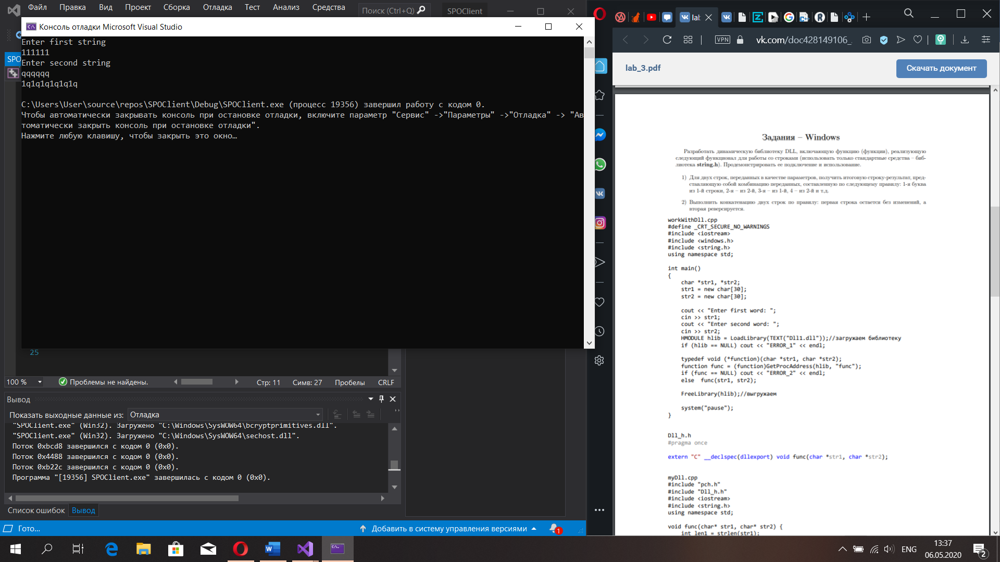 Файл Правка Вид Проект Сборка Отладка Тест Анализ Средства
Поиск (Ctrl+Q)
SPOClient
Консоль отладки Microsoft Visual Studio
Enter first string
111111
Enter second string
qqqqqq
1q1q1q1q1q1q
C:\Users\User\source\repos\SPOClient\Debug\SPOClient.exe (процесс 19356) завершил работу с кодом 0.
Чтобы автоматически закрывать консоль при остановке отладки, включите параметр "Сервис" ->"Параметры" ->"Отладка" -> "Ав
томатически закрыть консоль при остановке отладки".
Нажмите любую клавишу, чтобы закрыть это окно…
SPO
25
100 %
Проблемы не найдены.
Стр: 11 Симв: 27 Пробелы CRLF
Вывод
Показать выходные данные из: Отладка
"SPOClient.exe" (Win32). Загружено "C:\Windows\SysWOW64\bcryptprimitives.dll".
"SPOClient.exe" (Win32). Загружено "C:\Windows\SysWOW64\sechost.dll".
Поток 0xbcd8 завершился с кодом 0 (0x0).
Поток 0x4488 завершился с кодом 0 (0x0).
Поток 0xb22c завершился с кодом 0 (0x0).
Программа "[19356] SPOClient.exe" завершилась с кодом 0 (0x0).
Список ошибок Вывод
Гото...
Добавить в систему управления версиями
1
lab
VPN
vk.com/doc428149106_
lab_3.pdf
Скачать документ
Задания – Windows
Разработать динамическую библиотеку DLL, включающую функцию (функции), реализующую
следующий функционал для работы со строками (использовать только стандартные средства – биб-
лиотека string.h). Продемонстрировать ее подключение и использование.
1) Для двух строк, переданных в качестве параметров, получить итоговую строку-результат, пред-
ставляющую собой комбинацию переданных, составленную по следующему правилу: 1-я буква
из 1-й строки, 2-я – из 2-й, 3-я – из 1-й, 4 – из 2-й и т.д.
2) Выполнить конкатенацию двух строк по правилу: первая строка остается без изменений, а
вторая реверсируется.
workWithDll.cpp
#define _CRT_SECURE_NO_WARNINGS
#include <iostream>
#include <windows.h>
#include <string.h>
using namespace std;
int main()
{
char *str1, *str2;
str1 = new char[30];
str2 = new char[30];
cout << "Enter first word: ";
cin >> str1;
cout << "Enter second word: ";
cin >> str2;
HMODULE hlib = LoadLibrary(TEXT("Dll1.dll"));//загружаем библиотеку
if (hlib == NULL) cout << "ERROR_1" << endl;
typedef void (*function)(char *str1, char *str2);
function func = (function)GetProcAddress(hlib, "func");
if (func == NULL) cout << "ERROR_2" << endl;
else func(str1, str2);
FreeLibrary(hlib);//выгружаем
system("pause");
}
Dll_h.h
#pragma once
extern "C" __declspec(dllexport) void func(char *str1, char *str2);
myDll.cpp
#include "pch.h"
#include "Dll_h.h"
#include <iostream>
#include <string.h>
using namespace std;
void func(char* str1, char* str2) {
int len1 = strlen(str1);
ENG
13:37
06.05.2020
2